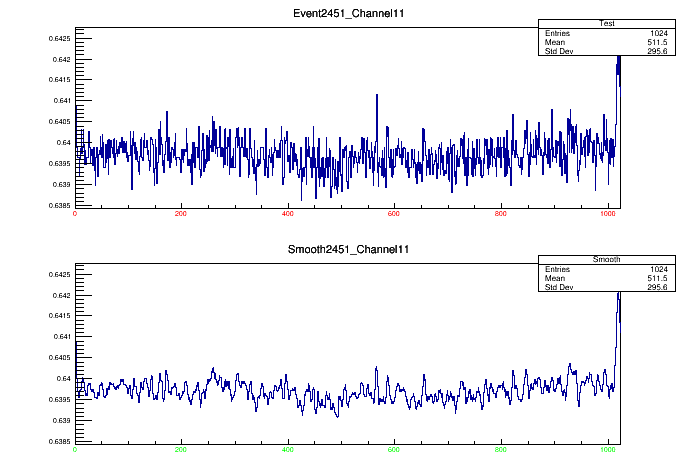 Event2451_Channel11
Test
Entries 1024
Mean 511.5
Std Dev 295.6
0.6425
0.642
0.6415
0.641
0.6405
0.64
0.6395
0.639
0.6385
0 200 400 600 800 1000
Smooth2451_Channel11
Smooth
Entries 1024
Mean 511.5
Std Dev 295.6
0.6425
0.642
0.6415
0.641
0.6405
0.64
0.6395
0.639
0.6385
0 200 400 600 800 1000